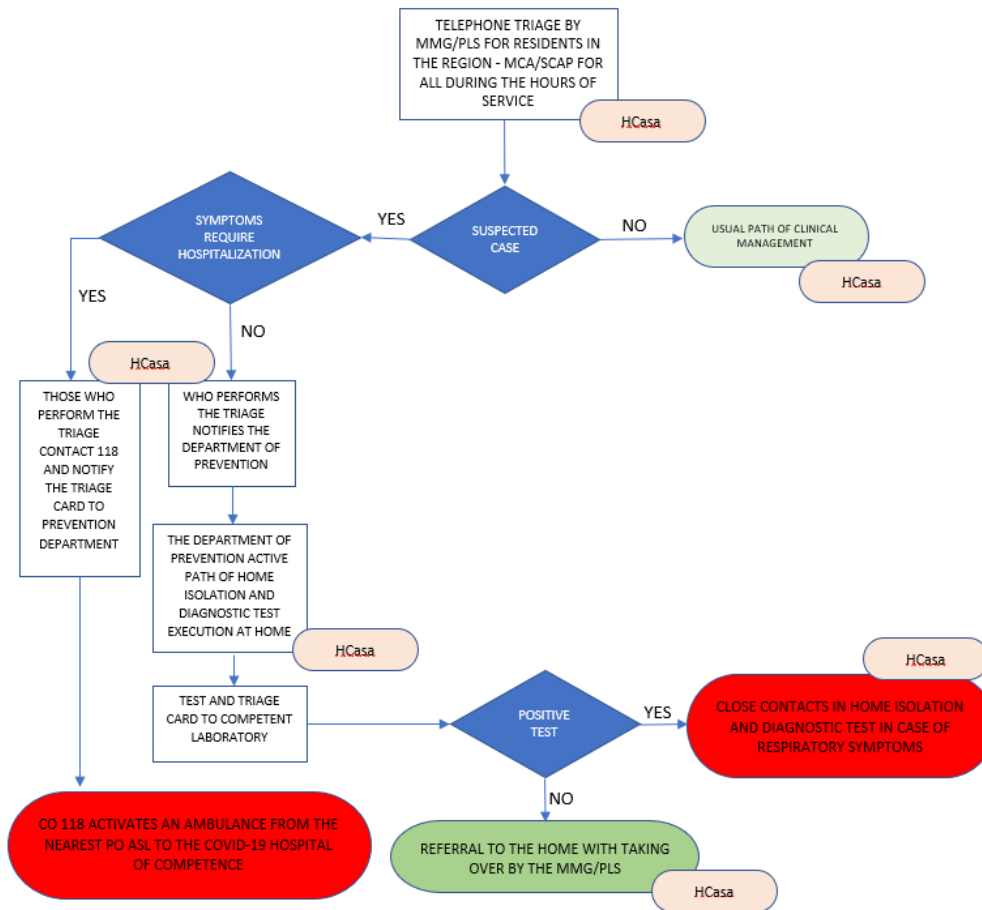 TELEPHONE TRIAGE BY
MMG/PLS FOR RESIDENTS IN
THE REGION - MCA/SCAP FOR
ALL DURING THE HOURS OF
SERVICE
HCasa
SUSPECTED
CASE
YES
NO
SYMPTOMS
REQUIRE
HOSPITALIZATION
USUAL PATH OF CLINICAL
MANAGEMENT
HCasa
YES
NO
HCasa
THOSE WHO
PERFORM THE
TRIAGE
CONTACT 118
AND NOTIFY
THE TRIAGE
CARD TO
PREVENTION
DEPARTMENT
WHO PERFORMS
THE TRIAGE
NOTIFIES THE
DEPARTMENT OF
PREVENTION
THE DEPARTMENT OF
PREVENTION ACTIVE
PATH OF HOME
ISOLATION AND
DIAGNOSTIC TEST
EXECUTION AT HOME
HCasa
TEST AND TRIAGE
CARD TO COMPETENT
LABORATORY
POSITIVE
TEST
YES
HCasa
CLOSE CONTACTS IN HOME ISOLATION
AND DIAGNOSTIC TEST IN CASE OF
RESPIRATORY SYMPTOMS
NO
CO 118 ACTIVATES AN AMBULANCE FROM THE
NEAREST PO ASL TO THE COVID-19 HOSPITAL
OF COMPETENCE
REFERRAL TO THE HOME WITH TAKING
OVER BY THE MMG/PLS
HCasa